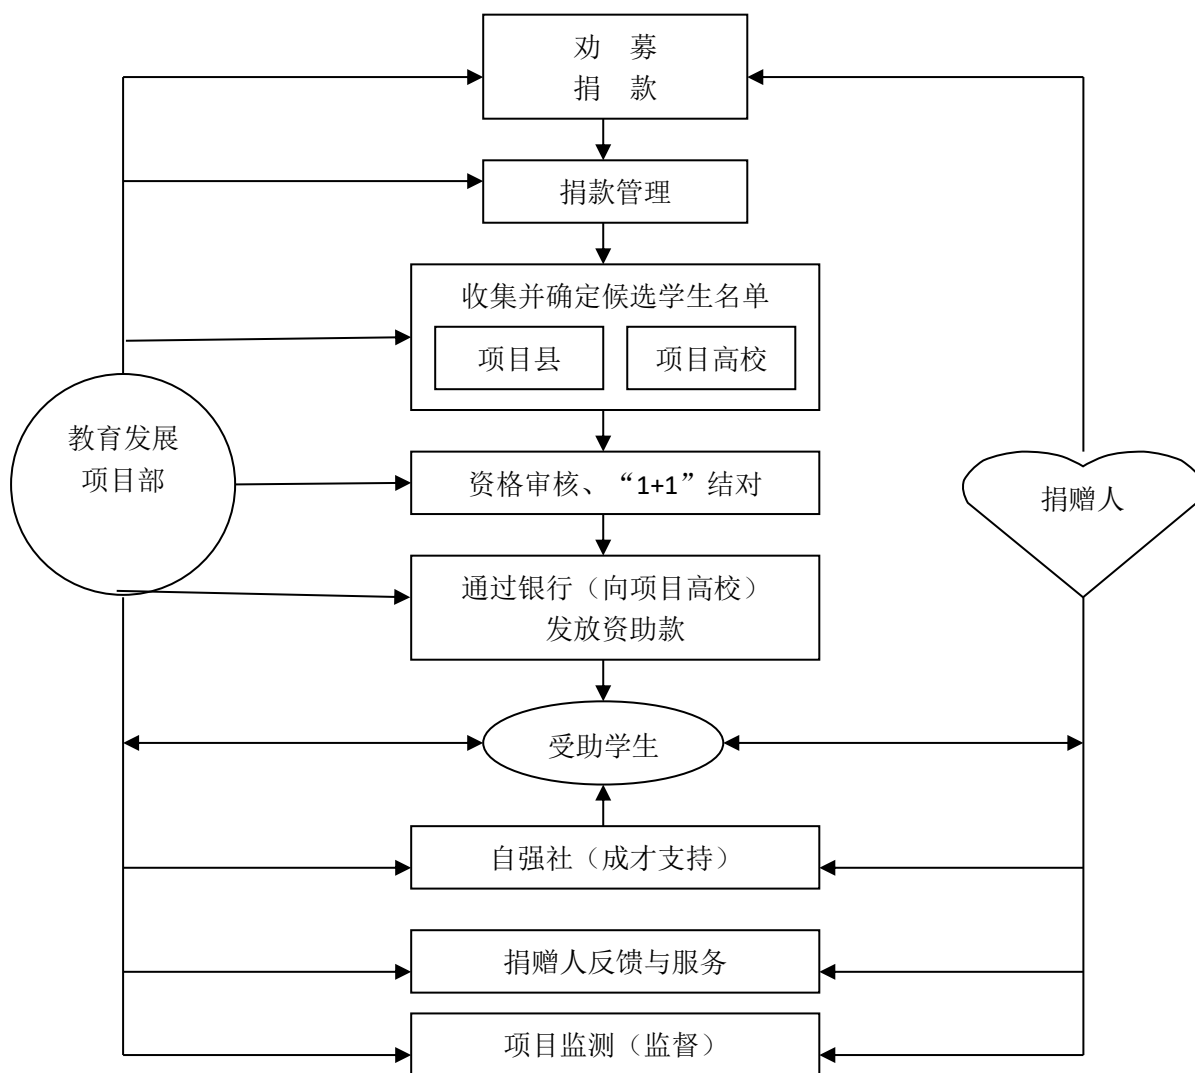 劝　募
捐　款
捐款管理
收集并确定候选学生名单
项目县
项目高校
教育发展
项目部
资格审核、“1+1”结对
捐赠人
通过银行（向项目高校）
发放资助款
受助学生
自强社（成才支持）
捐赠人反馈与服务
项目监测（监督）